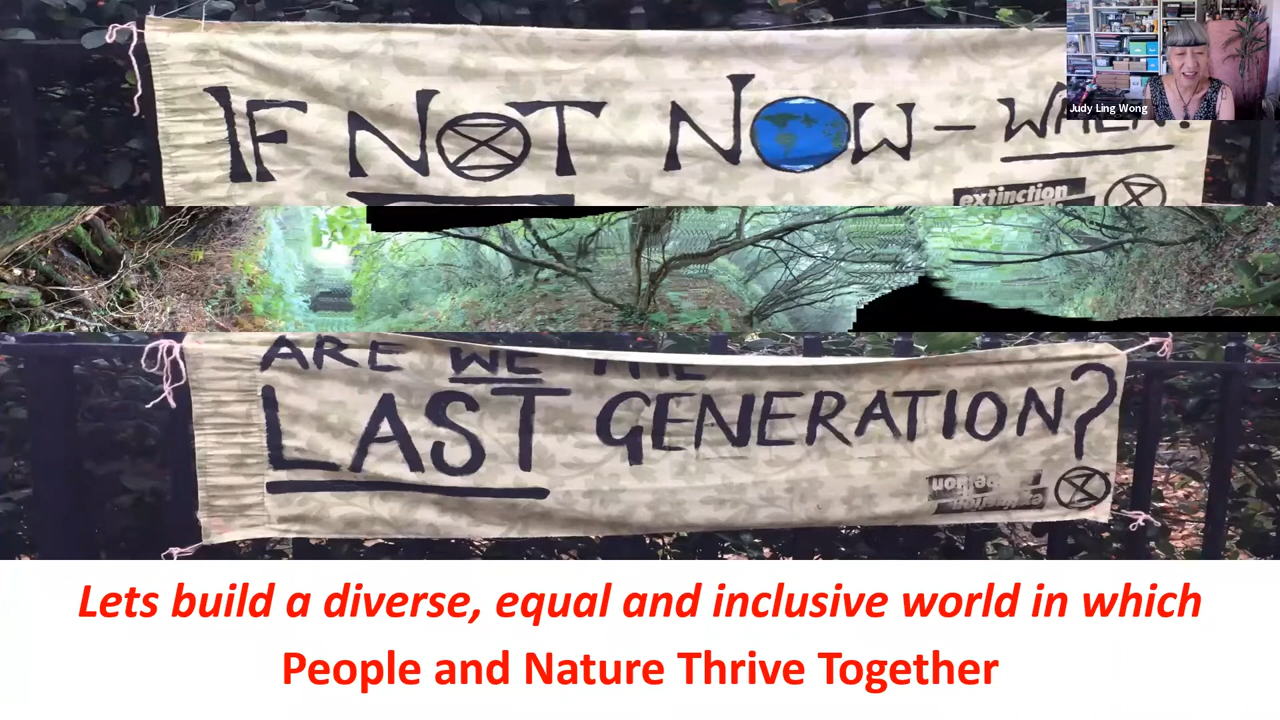 Judy Ling Wong
IF NOT NOW - WHEN?
extinction
ARE WE THE
LAST GENERATION?
extinction
Lets build a diverse, equal and inclusive world in which
People and Nature Thrive Together